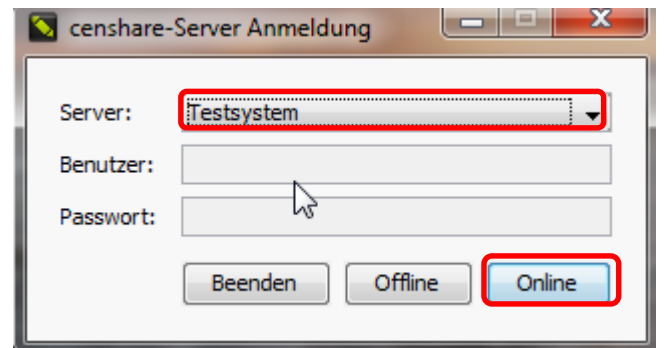 censhare-Server Anmeldung
Server: Testsystem
Benutzer:
Passwort:
Beenden Offline Online